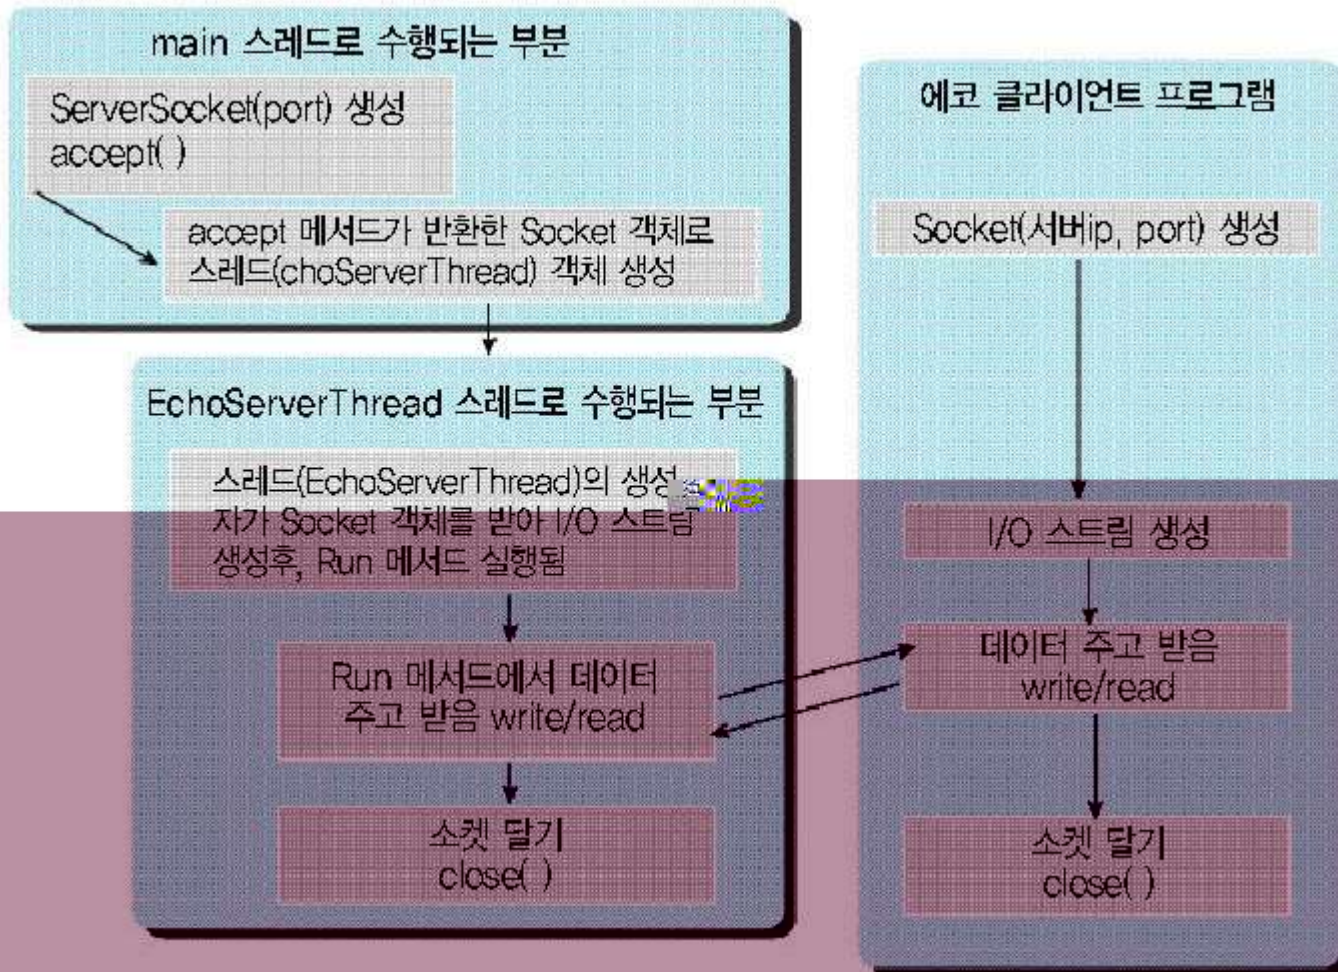 main 스레드로 수행되는 부분
ServerSocket(port) 생성
accept( )
accept 메서드가 반환한 Socket 객체로
스레드(choServerThread) 객체 생성
EchoServerThread 스레드로 수행되는 부분
스레드(EchoServerThread)의 생성
자가 Socket 객체를 받아 I/O 스트림
생성후, Run 메서드 실행됨
Run 메서드에서 데이터
주고 받음 write/read
소켓 닫기
close( )
에코 클라이언트 프로그램
Socket(서버ip, port) 생성
I/O 스트림 생성
데이터 주고 받음
write/read
소켓 닫기
close( )